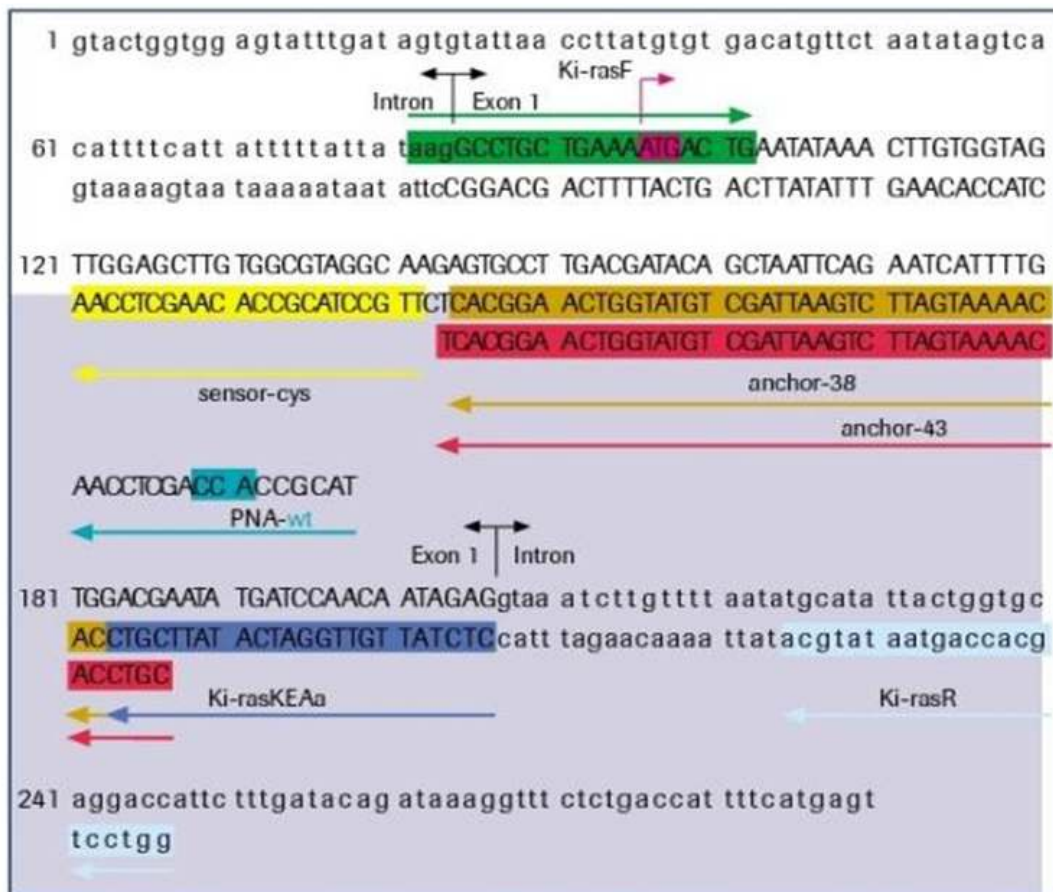 1 gtactggtgg agtatttgat agtgtattaa ccttatgtgt gacatgttct aatatagtca
Ki-rasF
Intron Exon 1
61 cattttcatt atttttattat taagGCCTGC TGAAAATGACTGAATATAAA CTTGTGGTAG
gtaaaagtaa taaaaataat attcCGGACG ACTTTTACTG ACTTATATTT GAACACCATC
121 TTGGAGCTTG TGGCGTAGGC AAGAGTGCCT TGACGATACA GCTAATTCAG AATCATTTTG
AACCTCGAAC ACCGCATCCG TTCTCACGGA ACTGGTATGT CGATTAAGTC TTAGTAAAAC
TCACGGA ACTGGTATGT CGATTAAGTC TTAGTAAAAC
sensor-cys anchor-38
anchor-43
AACCTCGACC ACCGCAT
PNA-wt
Exon 1 Intron
181 TGGACGAATA TGATCCAACA ATAGAGgtaa atcttgtttt aatatgcata ttactggtgc
ACCTGCTTAT ACTAGGTTGT TATCTCcatt tagaacaaaa ttatacgtat aatgaccacg
ACCTGC
Ki-rasKEAa Ki-rasR
241 aggaccattc tttgatacag ataaaggttt ctctgaccat tttcatgagt
tcctgg